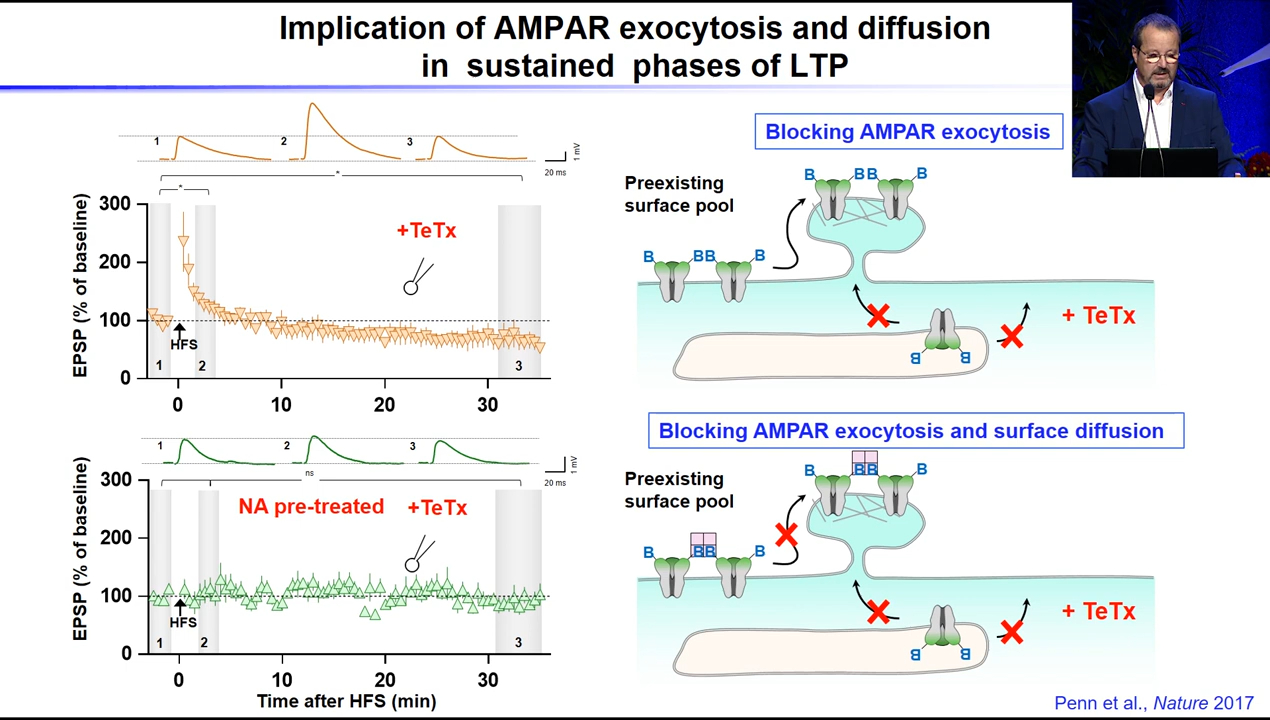 Implication of AMPAR exocytosis and diffusion
in sustained phases of LTP
1
2
3
1 mV
20 ms
*
*
EPSP (% of baseline)
300
200
100
0
+TeTx
HFS
1
2
3
0
10
20
30
1
2
3
1 mV
20 ms
ns
EPSP (% of baseline)
300
200
100
0
NA pre-treated
+TeTx
HFS
1
2
3
0
10
20
30
Time after HFS (min)
Blocking AMPAR exocytosis
Preexisting
surface pool
B
BB
B
B
BB
B
B
B
+ TeTx
Blocking AMPAR exocytosis and surface diffusion
Preexisting
surface pool
B
BB
B
B
BB
B
B
B
+ TeTx
Penn et al., Nature 2017